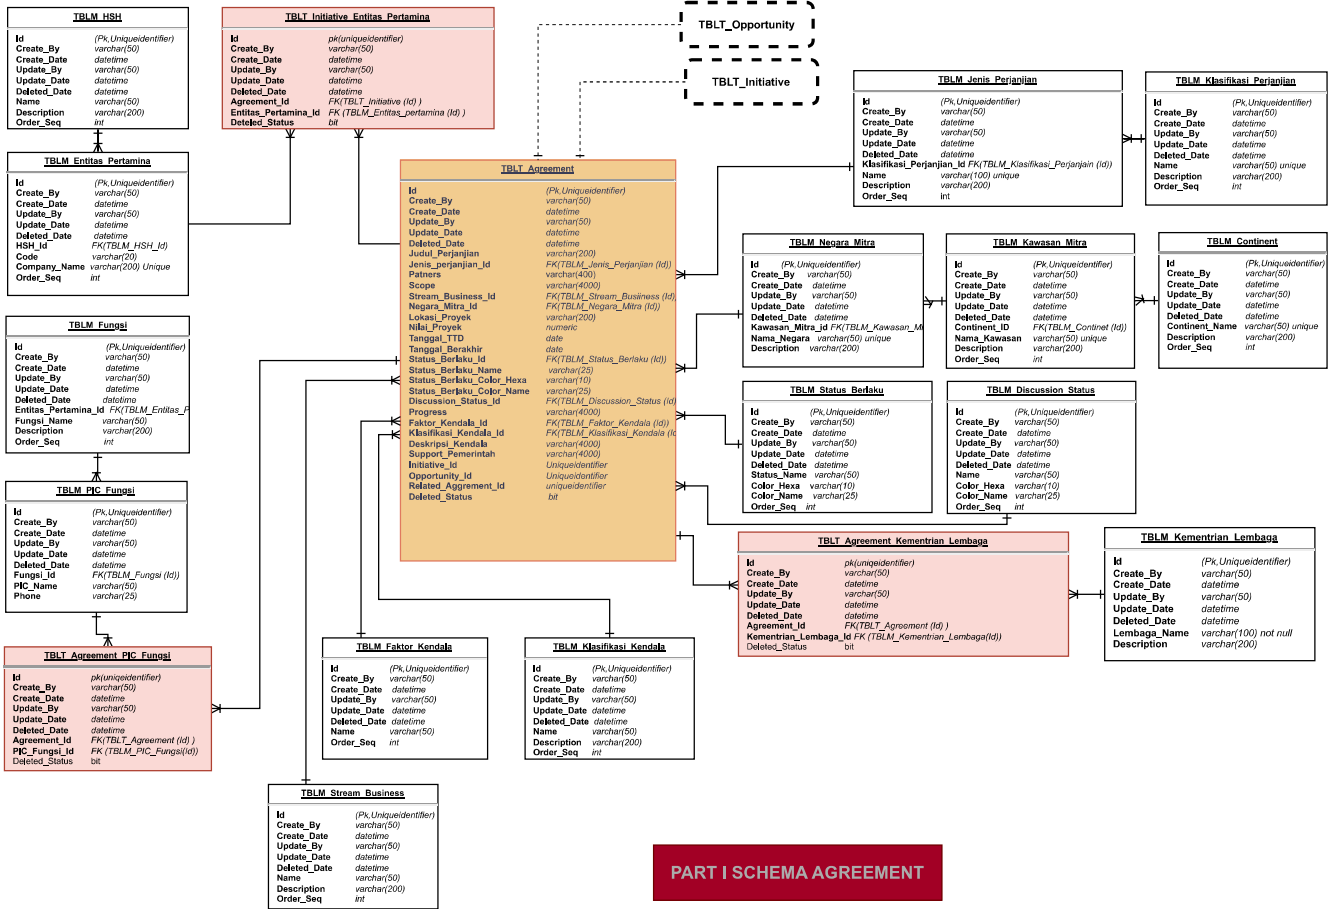 TBLM_HSH
Id (Pk,Uniqueidentifier)
Create_By varchar(50)
Create_Date datetime
Update_By varchar(50)
Update_Date datetime
Deleted_Date datetime
Name varchar(50)
Description varchar(200)
Order_Seq int
TBLT_Initiative_Entitas_Pertamina
Id pk(uniqueidentifier)
Create_By varchar(50)
Create_Date datetime
Update_By varchar(50)
Update_Date datetime
Deleted_Date datetime
Agreement_Id FK(TBLT_Initiative (Id) )
Entitas_Pertamina_Id FK (TBLM_Entitas_pertamina (Id) )
Deteled_Status bit
TBLT_Opportunity
TBLT_Initiative
TBLM_Jenis_Perjanjian
Id (Pk,Uniqueidentifier)
Create_By varchar(50)
Create_Date datetime
Update_By varchar(50)
Update_Date datetime
Deleted_Date datetime
Klasifikasi_Perjanjian_Id FK(TBLM_Klasifikasi_Perjanjain (Id))
Name varchar(100) unique
Description varchar(200)
Order_Seq int
TBLM_Klasifikasi_Perjanjian
Id (Pk,Uniqueidentifier)
Create_By varchar(50)
Create_Date datetime
Update_By varchar(50)
Update_Date datetime
Deleted_Date datetime
Name varchar(50) unique
Description varchar(200)
Order_Seq int
TBLM_Entitas_Pertamina
Id (Pk,Uniqueidentifier)
Create_By varchar(50)
Create_Date datetime
Update_By varchar(50)
Update_Date datetime
Deleted_Date datetime
HSH_Id FK(TBLM_HSH_Id)
Code varchar(20)
Company_Name varchar(200) Unique
Order_Seq int
TBLT_Agreement
Id (Pk,Uniqueidentifier)
Create_By varchar(50)
Create_Date datetime
Update_By varchar(50)
Update_Date datetime
Deleted_Date datetime
Judul_Perjanjian varchar(200)
Jenis_perjanjian_Id FK(TBLM_Jenis_Perjanjian (Id))
Patners varchar(400)
Scope varchar(4000)
Stream_Business_Id FK(TBLM_Stream_Busiiness (Id)
Negara_Mitra_Id FK(TBLM_Negara_Mitra (Id))
Lokasi_Proyek varchar(200)
Nilai_Proyek numeric
Tanggal_TTD date
Tanggal_Berakhir date
Status_Berlaku_Id FK(TBLM_Status_Berlaku (Id))
Status_Berlaku_Name varchar(25)
Status_Berlaku_Color_Hexa varchar(10)
Status_Berlaku_Color_Name varchar(25)
Discussion_Status_Id FK(TBLM_Discussion_Status (Id)
Progress varchar(4000)
Faktor_Kendala_Id FK(TBLM_Faktor_Kendala (Id))
Klasifikasi_Kendala_Id FK(TBLM_Klasifikasi_Kendala (Id
Deskripsi_Kendala varchar(4000)
Support_Pemerintah varchar(4000)
Initiative_Id Uniqueidentifier
Opportunity_Id Uniqueidentifier
Related_Aggrement_Id uniqueidentifier
Deleted_Status bit
TBLM_Negara_Mitra
Id (Pk,Uniqueidentifier)
Create_By varchar(50)
Create_Date datetime
Update_By varchar(50)
Update_Date datetime
Deleted_Date datetime
Kawasan_Mitra_id FK(TBLM_Kawasan_Mi
Nama_Negara varchar(50) unique
Description varchar(200)
TBLM_Kawasan_Mitra
Id (Pk,Uniqueidentifier)
Create_By varchar(50)
Create_Date datetime
Update_By varchar(50)
Update_Date datetime
Deleted_Date datetime
Continent_ID FK(TBLM_Continet (Id))
Nama_Kawasan varchar(50) unique
Description varchar(200)
Order_Seq int
TBLM_Continent
Id (Pk,Uniqueidentifier)
Create_By varchar(50)
Create_Date datetime
Update_By varchar(50)
Update_Date datetime
Deleted_Date datetime
Continent_Name varchar(50) unique
Description varchar(200)
Order_Seq int
TBLM_Fungsi
Id (Pk,Uniqueidentifier)
Create_By varchar(50)
Create_Date datetime
Update_By varchar(50)
Update_Date datetime
Deleted_Date datetime
Entitas_Pertamina_Id FK(TBLM_Entitas_P
Fungsi_Name varchar(50)
Description varchar(200)
Order_Seq int
TBLM_Status_Berlaku
Id (Pk,Uniqueidentifier)
Create_By varchar(50)
Create_Date datetime
Update_By varchar(50)
Update_Date datetime
Deleted_Date datetime
Status_Name varchar(50)
Color_Hexa varchar(10)
Color_Name varchar(25)
Order_Seq int
TBLM_Discussion_Status
Id (Pk,Uniqueidentifier)
Create_By varchar(50)
Create_Date datetime
Update_By varchar(50)
Update_Date datetime
Deleted_Date datetime
Name varchar(50)
Color_Hexa varchar(10)
Color_Name varchar(25)
Order_Seq int
TBLM_PIC_Fungsi
Id (Pk,Uniqueidentifier)
Create_By varchar(50)
Create_Date datetime
Update_By varchar(50)
Update_Date datetime
Deleted_Date datetime
Fungsi_Id FK(TBLM_Fungsi (Id))
PIC_Name varchar(50)
Phone varchar(25)
TBLT_Agreement_Kementrian_Lembaga
Id pk(uniqeidentifier)
Create_By varchar(50)
Create_Date datetime
Update_By varchar(50)
Update_Date datetime
Deleted_Date datetime
Agreement_Id FK(TBLT_Agreement (Id) )
Kementrian_Lembaga_Id FK (TBLM_Kementrian_Lembaga(Id))
Deleted_Status bit
TBLM_Kementrian_Lembaga
Id (Pk,Uniqueidentifier)
Create_By varchar(50)
Create_Date datetime
Update_By varchar(50)
Update_Date datetime
Deleted_Date datetime
Lembaga_Name varchar(100) not null
Description varchar(200)
TBLT_Agreement_PIC_Fungsi
Id pk(uniqeidentifier)
Create_By varchar(50)
Create_Date datetime
Update_By varchar(50)
Update_Date datetime
Deleted_Date datetime
Agreement_Id FK(TBLT_Agreement (Id) )
PIC_Fungsi_Id FK (TBLM_PIC_Fungsi(Id))
Deleted_Status bit
TBLM_Faktor_Kendala
Id (Pk,Uniqueidentifier)
Create_By varchar(50)
Create_Date datetime
Update_By varchar(50)
Update_Date datetime
Deleted_Date datetime
Name varchar(50)
Order_Seq int
TBLM_Klasifikasi_Kendala
Id (Pk,Uniqueidentifier)
Create_By varchar(50)
Create_Date datetime
Update_By varchar(50)
Update_Date datetime
Deleted_Date datetime
Name varchar(50)
Description varchar(200)
Order_Seq int
TBLM_Stream_Business
Id (Pk,Uniqueidentifier)
Create_By varchar(50)
Create_Date datetime
Update_By varchar(50)
Update_Date datetime
Deleted_Date datetime
Name varchar(50)
Description varchar(200)
Order_Seq int
PART I SCHEMA AGREEMENT